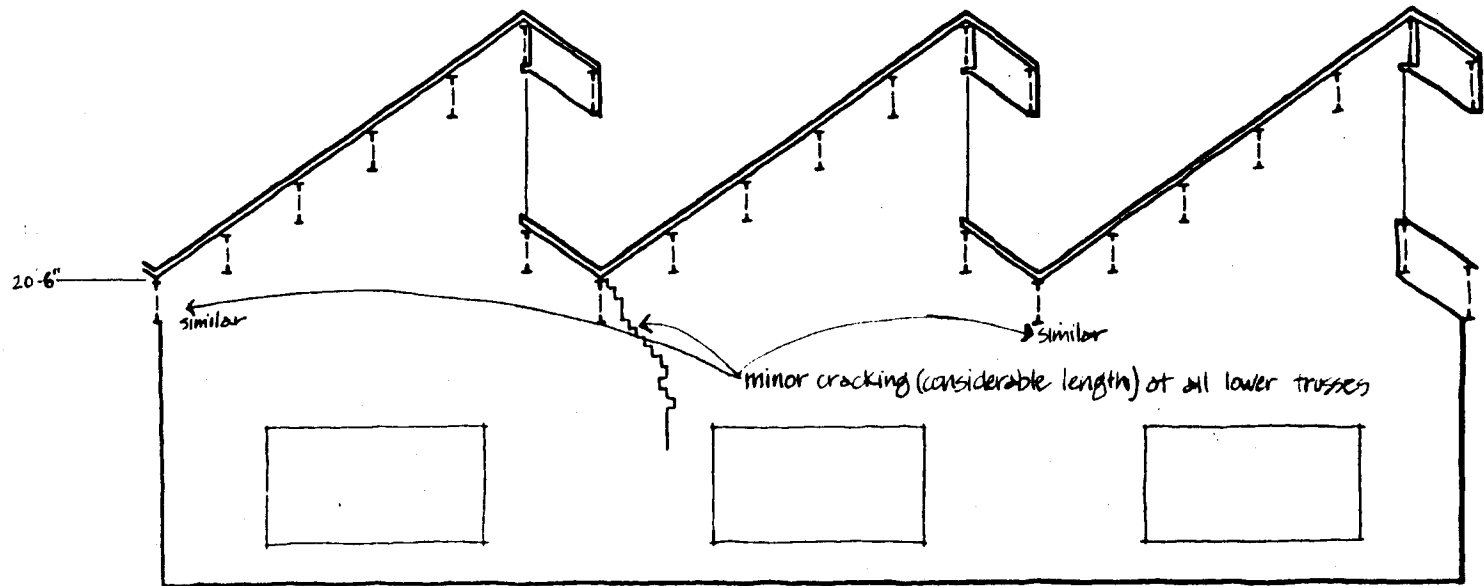 20'6"
similar
similar
minor cracking (considerable length) at all lower trusses